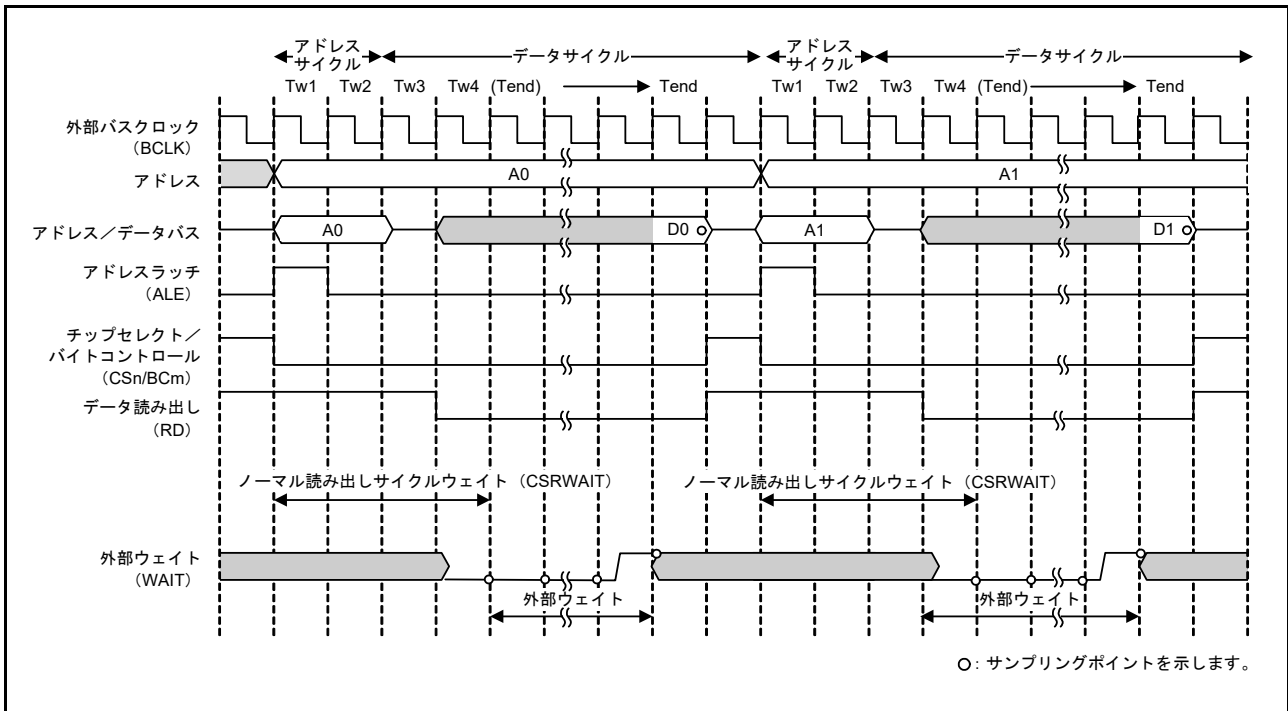 アドレス
サイクル
データサイクル
アドレス
サイクル
データサイクル
Tw1 Tw2 Tw3 Tw4 (Tend) Tend Tw1 Tw2 Tw3 Tw4 (Tend) Tend
外部バスクロック
（BCLK）
アドレス A0 A1
アドレス／データバス A0 D0 A1 D1
アドレスラッチ
（ALE）
チップセレクト／
バイトコントロール
（CSn/BCm）
データ読み出し
（RD）
ノーマル読み出しサイクルウェイト（CSRWAIT） ノーマル読み出しサイクルウェイト（CSRWAIT）
外部ウェイト
（WAIT）
外部ウェイト 外部ウェイト
：サンプリングポイントを示します。